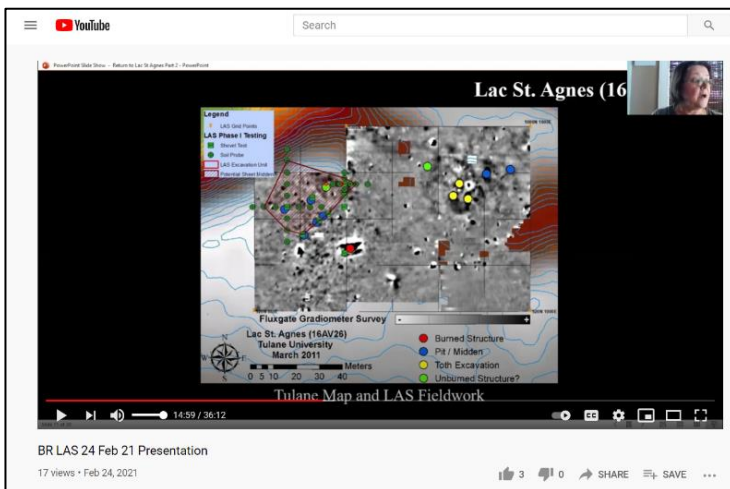 YouTube
Search
PowerPoint Slide Show - Return to Lac St Agnes Part 2 - PowerPoint
Lac St. Agnes (16
Legend
LAS Grid Points
LAS Phase I Testing
Shovel Test
Soil Probe
LAS Excavation Unit
Potential Sheet Midden
Fluxgate Gradiometer Survey
- +
Lac St. Agnes (16AV26)
Tulane University
March 2011
N
W E
S
Meters
0 5 10 20 30 40
Burned Structure
Pit / Midden
Toth Excavation
Unburned Structure?
Tulane Map and LAS Fieldwork
14:59 / 36:12
CC
BR LAS 24 Feb 21 Presentation
17 views • Feb 24, 2021
3 0 SHARE SAVE